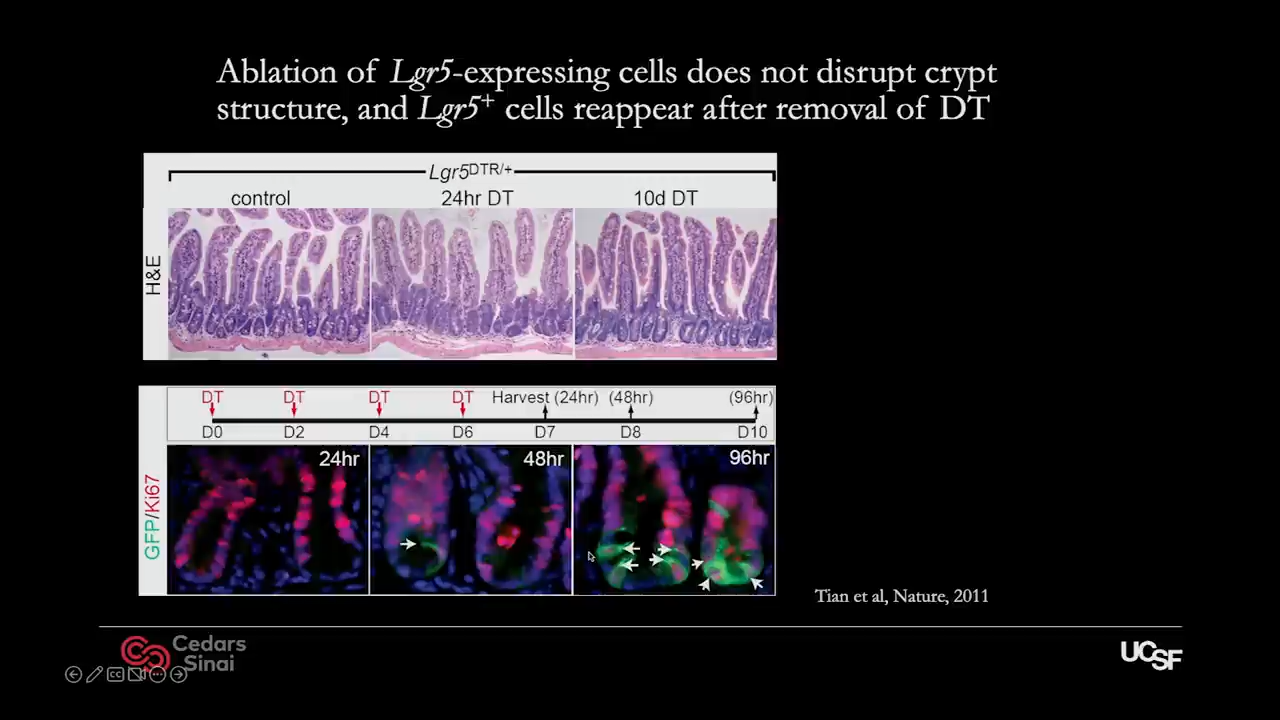 Ablation of Lgr5-expressing cells does not disrupt crypt
structure, and Lgr5+ cells reappear after removal of DT
Lgr5DTR/+
control 24hr DT 10d DT
H&E
DT DT DT DT Harvest (24hr) (48hr) (96hr)
D0 D2 D4 D6 D7 D8 D10
24hr 48hr 96hr
GFP/Ki67
Tian et al, Nature, 2011
Cedars
Sinai
CC
UCSF